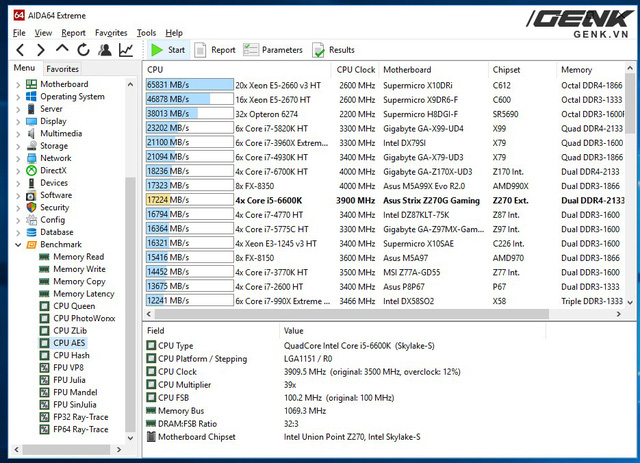 64 AIDA64 Extreme
GENK
GENK.VN
File View Report Favorites Tools Help
Start Report Parameters Results
Menu Favorites
Motherboard
Operating System
Server
Display
Multimedia
Storage
Network
DirectX
Devices
Software
Security
Config
Database
Benchmark
Memory Read
Memory Write
Memory Copy
Memory Latency
CPU Queen
CPU PhotoWorxx
CPU ZLib
CPU AES
CPU Hash
FPU VP8
FPU Julia
FPU Mandel
FPU SinJulia
FP32 Ray-Trace
FP64 Ray-Trace
CPU CPU Clock Motherboard Chipset Memory
65831 MB/s 20x Xeon E5-2660 v3 HT 2600 MHz Supermicro X10DRi C612 Octal DDR4-1866
46878 MB/s 16x Xeon E5-2670 HT 2600 MHz Supermicro X9DR6-F C600 Octal DDR3-1333
38013 MB/s 32x Opteron 6274 2200 MHz Supermicro H8DGI-F SR5690 Octal DDR3-1600R
23202 MB/s 6x Core i7-5820K HT 3300 MHz Gigabyte GA-X99-UD4 X99 Quad DDR4-2133
21100 MB/s 6x Core i7-3960X Extrem... 3300 MHz Intel DX79SI X79 Quad DDR3-1600
21094 MB/s 6x Core i7-4930K HT 3400 MHz Gigabyte GA-X79-UD3 X79 Quad DDR3-1866
18236 MB/s 4x Core i7-6700K HT 4000 MHz Gigabyte GA-Z170X-UD3 Z170 Int. Dual DDR4-2133
17323 MB/s 8x FX-8350 4000 MHz Asus M5A99X Evo R2.0 AMD990X Dual DDR3-1866
17224 MB/s 4x Core i5-6600K 3900 MHz Asus Strix Z270G Gaming Z270 Ext. Dual DDR4-2133
16794 MB/s 4x Core i7-4770 HT 3400 MHz Intel DZ87KLT-75K Z87 Int. Dual DDR3-1600
16364 MB/s 4x Core i7-5775C HT 3300 MHz Gigabyte GA-Z97MX-Gam... Z97 Int. Dual DDR3-1600
16321 MB/s 4x Xeon E3-1245 v3 HT 3400 MHz Supermicro X10SAE C226 Int. Dual DDR3-1600
15416 MB/s 8x FX-8150 3600 MHz Asus M5A97 AMD970 Dual DDR3-1866
14452 MB/s 4x Core i7-3770K HT 3500 MHz MSI Z77A-GD55 Z77 Int. Dual DDR3-1600
13675 MB/s 4x Core i7-2600 HT 3400 MHz Asus P8P67 P67 Dual DDR3-1333
12241 MB/s 6x Core i7-990X Extreme ... 3466 MHz Intel DX58SO2 X58 Triple DDR3-1333
Field Value
CPU Type QuadCore Intel Core i5-6600K (Skylake-S)
CPU Platform / Stepping LGA1151 / R0
CPU Clock 3909.5 MHz (original: 3500 MHz, overclock: 12%)
CPU Multiplier 39x
CPU FSB 100.2 MHz (original: 100 MHz)
Memory Bus 1069.3 MHz
DRAM:FSB Ratio 32:3
Motherboard Chipset Intel Union Point Z270, Intel Skylake-S